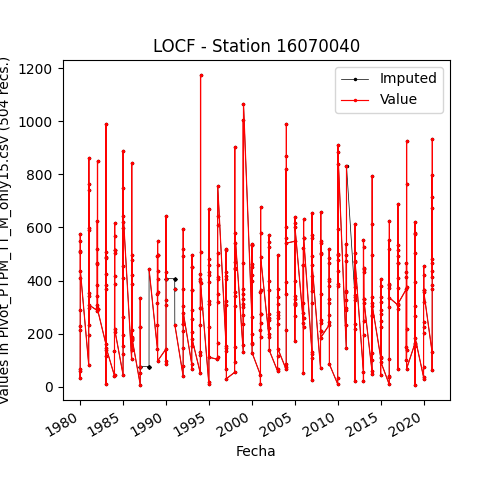 LOCF - Station 16070040
Values in Pivot_PTPM_TT_M_only15.csv (504 recs.)
1200
1000
800
600
400
200
0
Imputed
Value
1980 1985 1990 1995 2000 2005 2010 2015 2020
Fecha